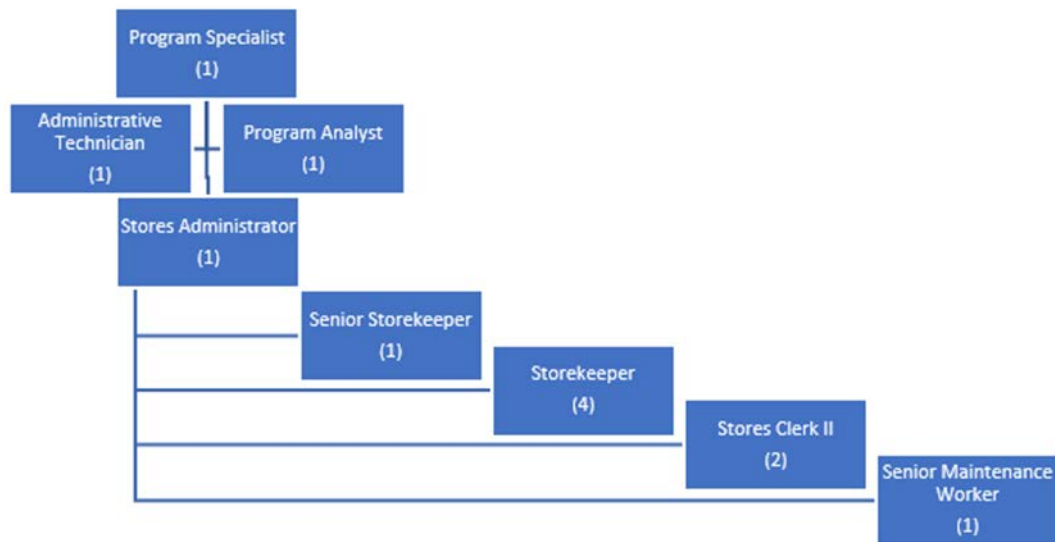 Program Specialist
(1)
Administrative
Technician
(1)
Program Analyst
(1)
Stores Administrator
(1)
Senior Storekeeper
(1)
Storekeeper
(4)
Stores Clerk II
(2)
Senior Maintenance
Worker
(1)